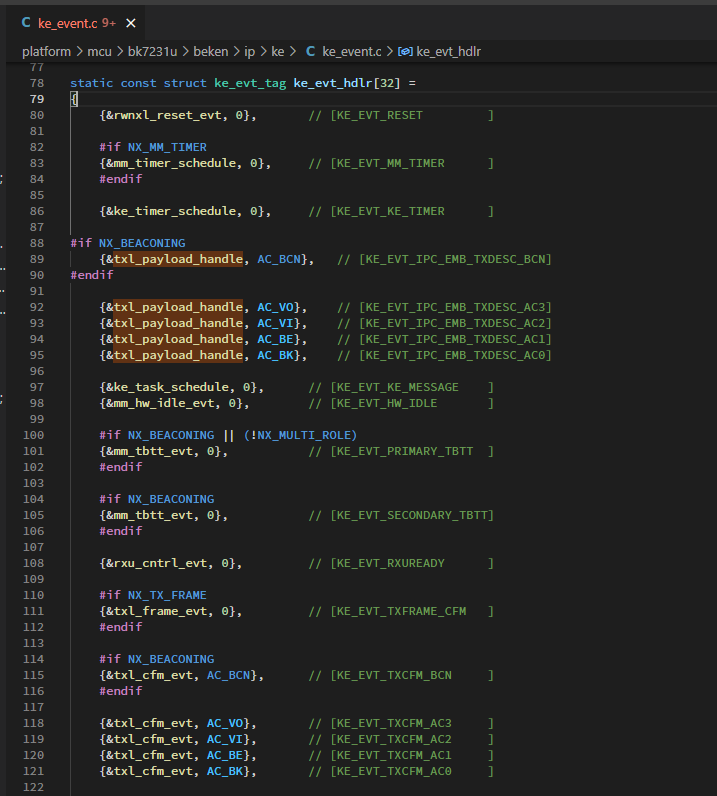 ke_event.c 9+ ×
platform > mcu > bk7231u > beken > ip > ke > C ke_event.c > ke_evt_hdlr
77
78 static const struct ke_evt_tag ke_evt_hdlr[32] =
79 {
80     {&rwnxl_reset_evt, 0},       // [KE_EVT_RESET         ]
81
82     #if NX_MM_TIMER
83     {&mm_timer_schedule, 0},     // [KE_EVT_MM_TIMER      ]
84     #endif
85
86     {&ke_timer_schedule, 0},     // [KE_EVT_KE_TIMER      ]
87
88 #if NX_BEACONING
89     {&txl_payload_handle, AC_BCN},   // [KE_EVT_IPC_EMB_TXDESC_BCN]
90 #endif
91
92     {&txl_payload_handle, AC_VO},    // [KE_EVT_IPC_EMB_TXDESC_AC3]
93     {&txl_payload_handle, AC_VI},    // [KE_EVT_IPC_EMB_TXDESC_AC2]
94     {&txl_payload_handle, AC_BE},    // [KE_EVT_IPC_EMB_TXDESC_AC1]
95     {&txl_payload_handle, AC_BK},    // [KE_EVT_IPC_EMB_TXDESC_AC0]
96
97     {&ke_task_schedule, 0},      // [KE_EVT_KE_MESSAGE    ]
98     {&mm_hw_idle_evt, 0},        // [KE_EVT_HW_IDLE       ]
99
100     #if NX_BEACONING || (!NX_MULTI_ROLE)
101     {&mm_tbtt_evt, 0},           // [KE_EVT_PRIMARY_TBTT  ]
102     #endif
103
104     #if NX_BEACONING
105     {&mm_tbtt_evt, 0},           // [KE_EVT_SECONDARY_TBTT]
106     #endif
107
108     {&rxu_cntrl_evt, 0},         // [KE_EVT_RXUREADY      ]
109
110     #if NX_TX_FRAME
111     {&txl_frame_evt, 0},         // [KE_EVT_TXFRAME_CFM   ]
112     #endif
113
114     #if NX_BEACONING
115     {&txl_cfm_evt, AC_BCN},      // [KE_EVT_TXCFM_BCN     ]
116     #endif
117
118     {&txl_cfm_evt, AC_VO},       // [KE_EVT_TXCFM_AC3     ]
119     {&txl_cfm_evt, AC_VI},       // [KE_EVT_TXCFM_AC2     ]
120     {&txl_cfm_evt, AC_BE},       // [KE_EVT_TXCFM_AC1     ]
121     {&txl_cfm_evt, AC_BK},       // [KE_EVT_TXCFM_AC0     ]
122